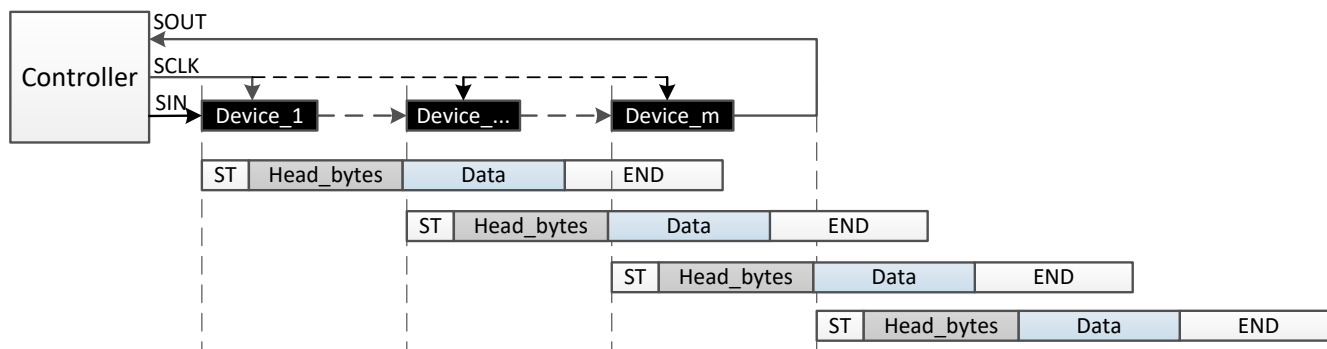 SOUT
Controller
SCLK
SIN
Device_1
Device_...
Device_m
ST Head_bytes Data END
ST Head_bytes Data END
ST Head_bytes Data END
ST Head_bytes Data END